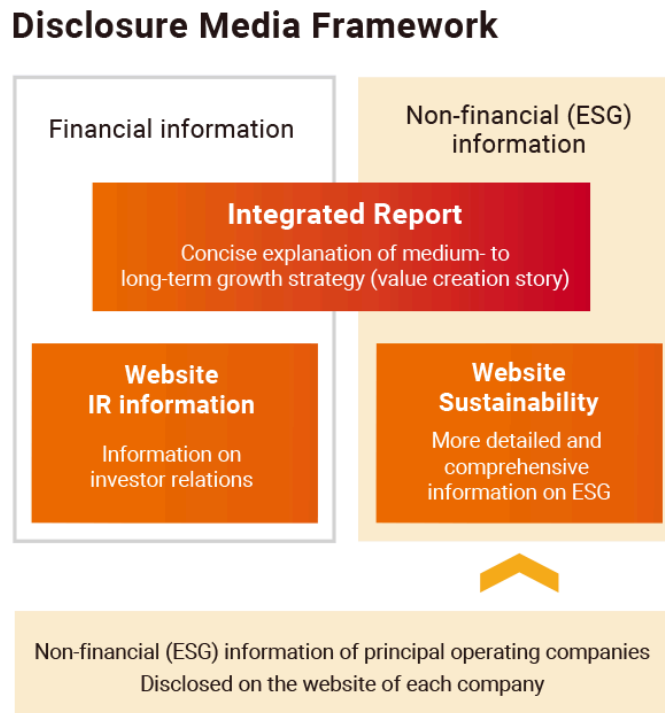 Disclosure Media Framework
Financial information
Non-financial (ESG)
information
Integrated Report
Concise explanation of medium- to
long-term growth strategy (value creation story)
Website
IR information
Information on
investor relations
Website
Sustainability
More detailed and
comprehensive
information on ESG
Non-financial (ESG) information of principal operating companies
Disclosed on the website of each company